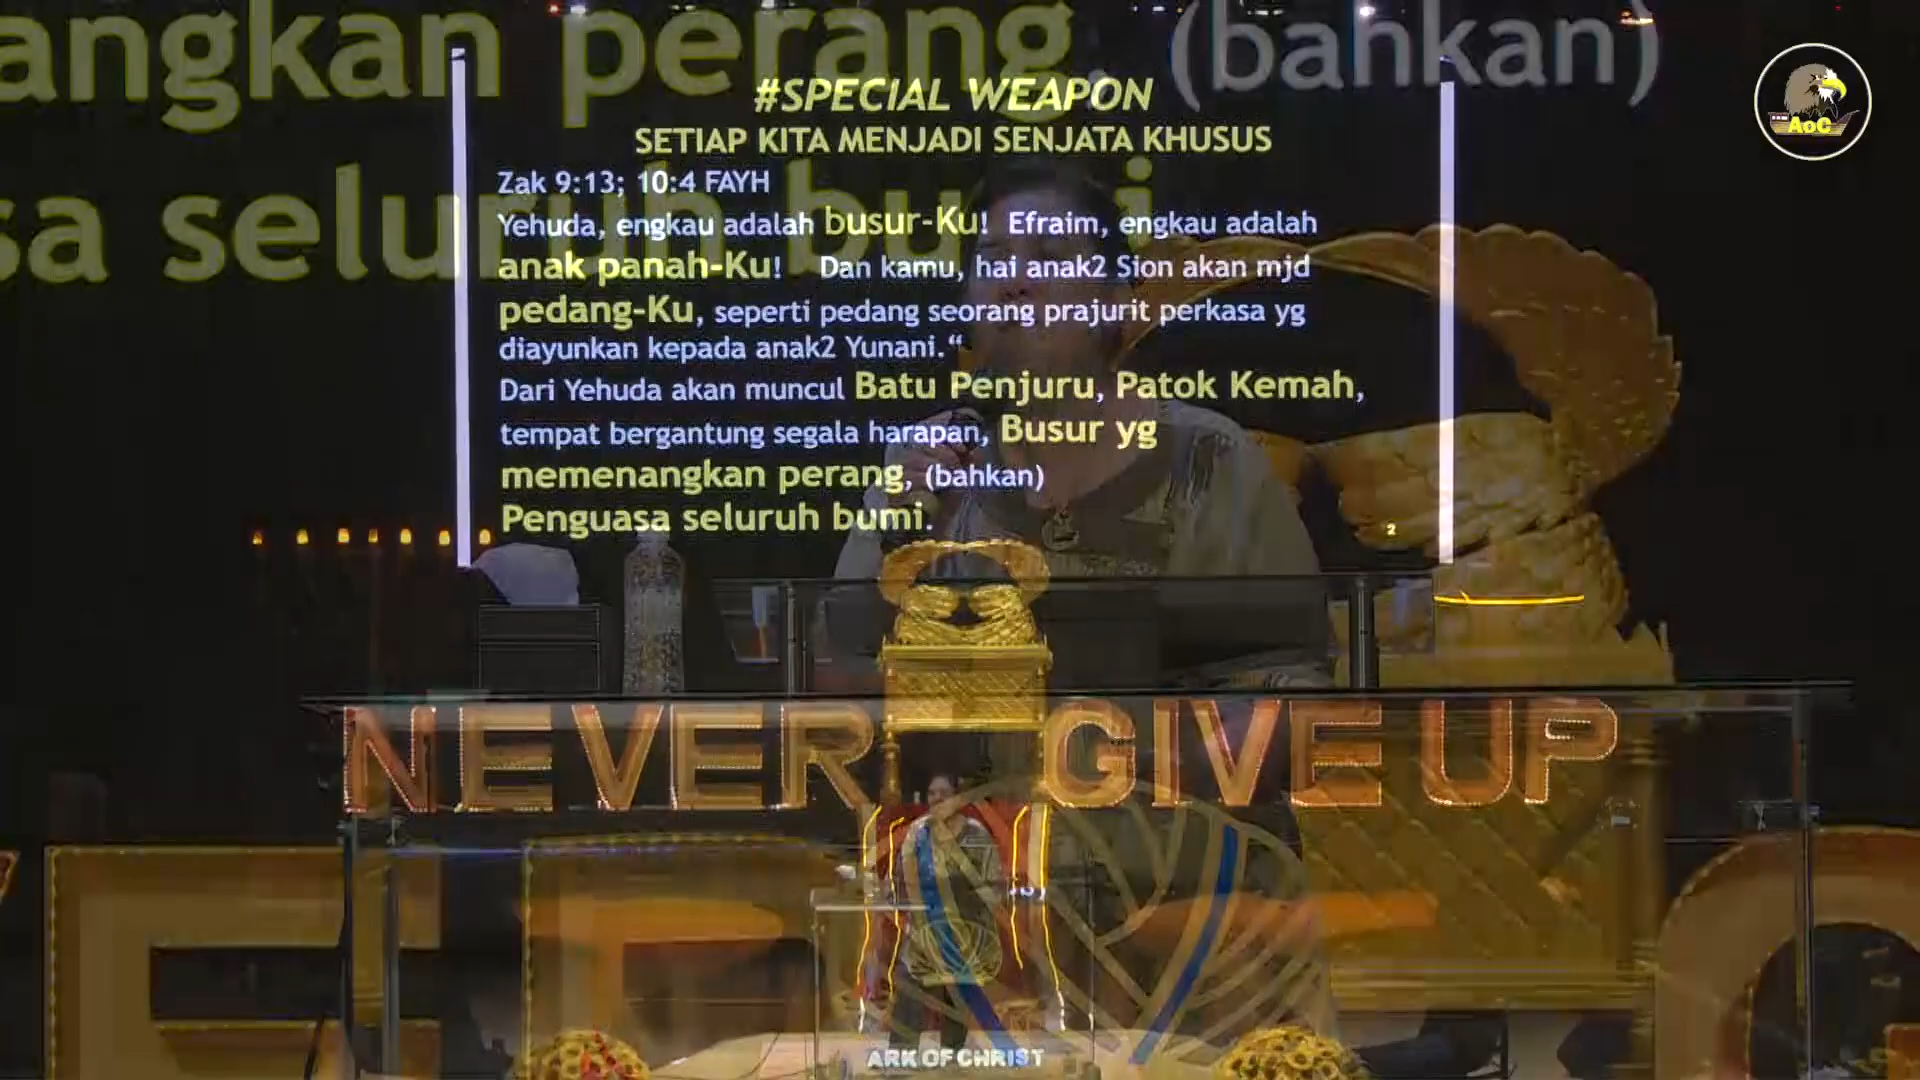 angkan perang, (bahkan)
sa seluruh bumi
#SPECIAL WEAPON
SETIAP KITA MENJADI SENJATA KHUSUS
Zak 9:13; 10:4 FAYH
Yehuda, engkau adalah busur-Ku! Efraim, engkau adalah
anak panah-Ku! Dan kamu, hai anak2 Sion akan mjd
pedang-Ku, seperti pedang seorang prajurit perkasa yg
diayunkan kepada anak2 Yunani.“
Dari Yehuda akan muncul Batu Penjuru, Patok Kemah,
tempat bergantung segala harapan, Busur yg
memenangkan perang, (bahkan)
Penguasa seluruh bumi.
2
AoC
NEVER GIVE UP
ARK OF CHRIST